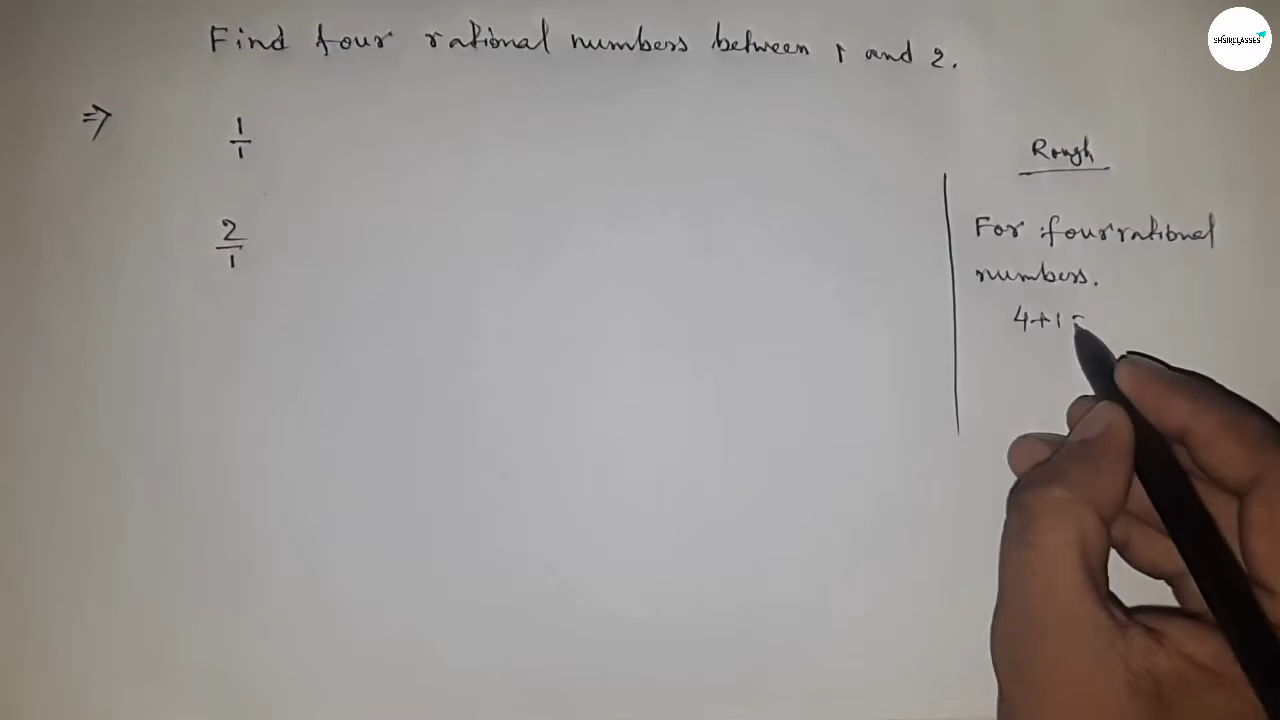 SHSIRCLASSES
Find four rational numbers between 1 and 2.
⇒ 1/1
2/1
Rough
For four rational
numbers.
4+1=